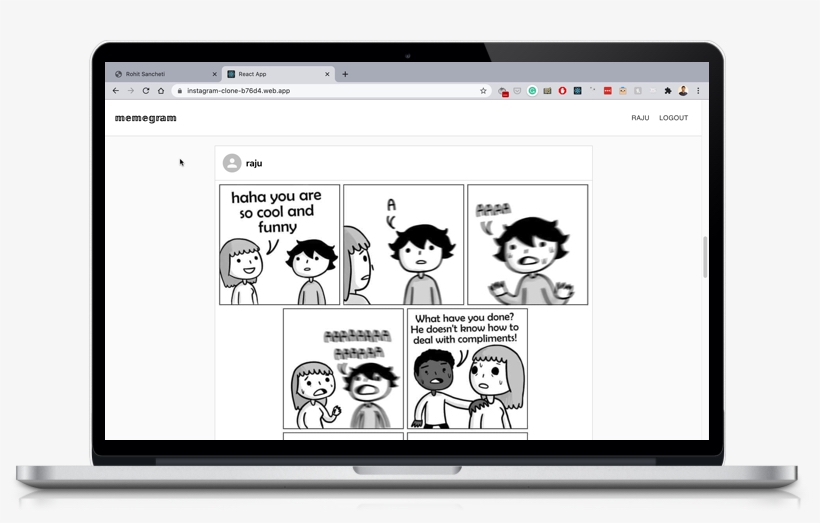 Rohit Sancheti
React App
instagram-clone-b76d4.web.app
memegram
RAJU
LOGOUT
raju
haha you are
so cool and
funny
A
AAAA
AAAAAAAA
AAAAAA
What have you done?
He doesn't know how to
deal with compliments!